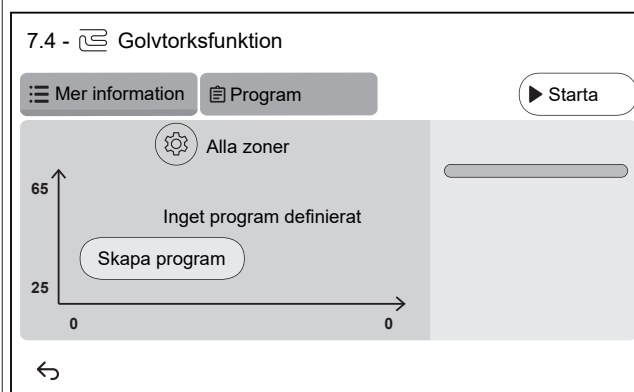 7.4 - Golvtorksfunktion
Mer information Program Starta
Alla zoner
65
Inget program definierat
Skapa program
25
0 0